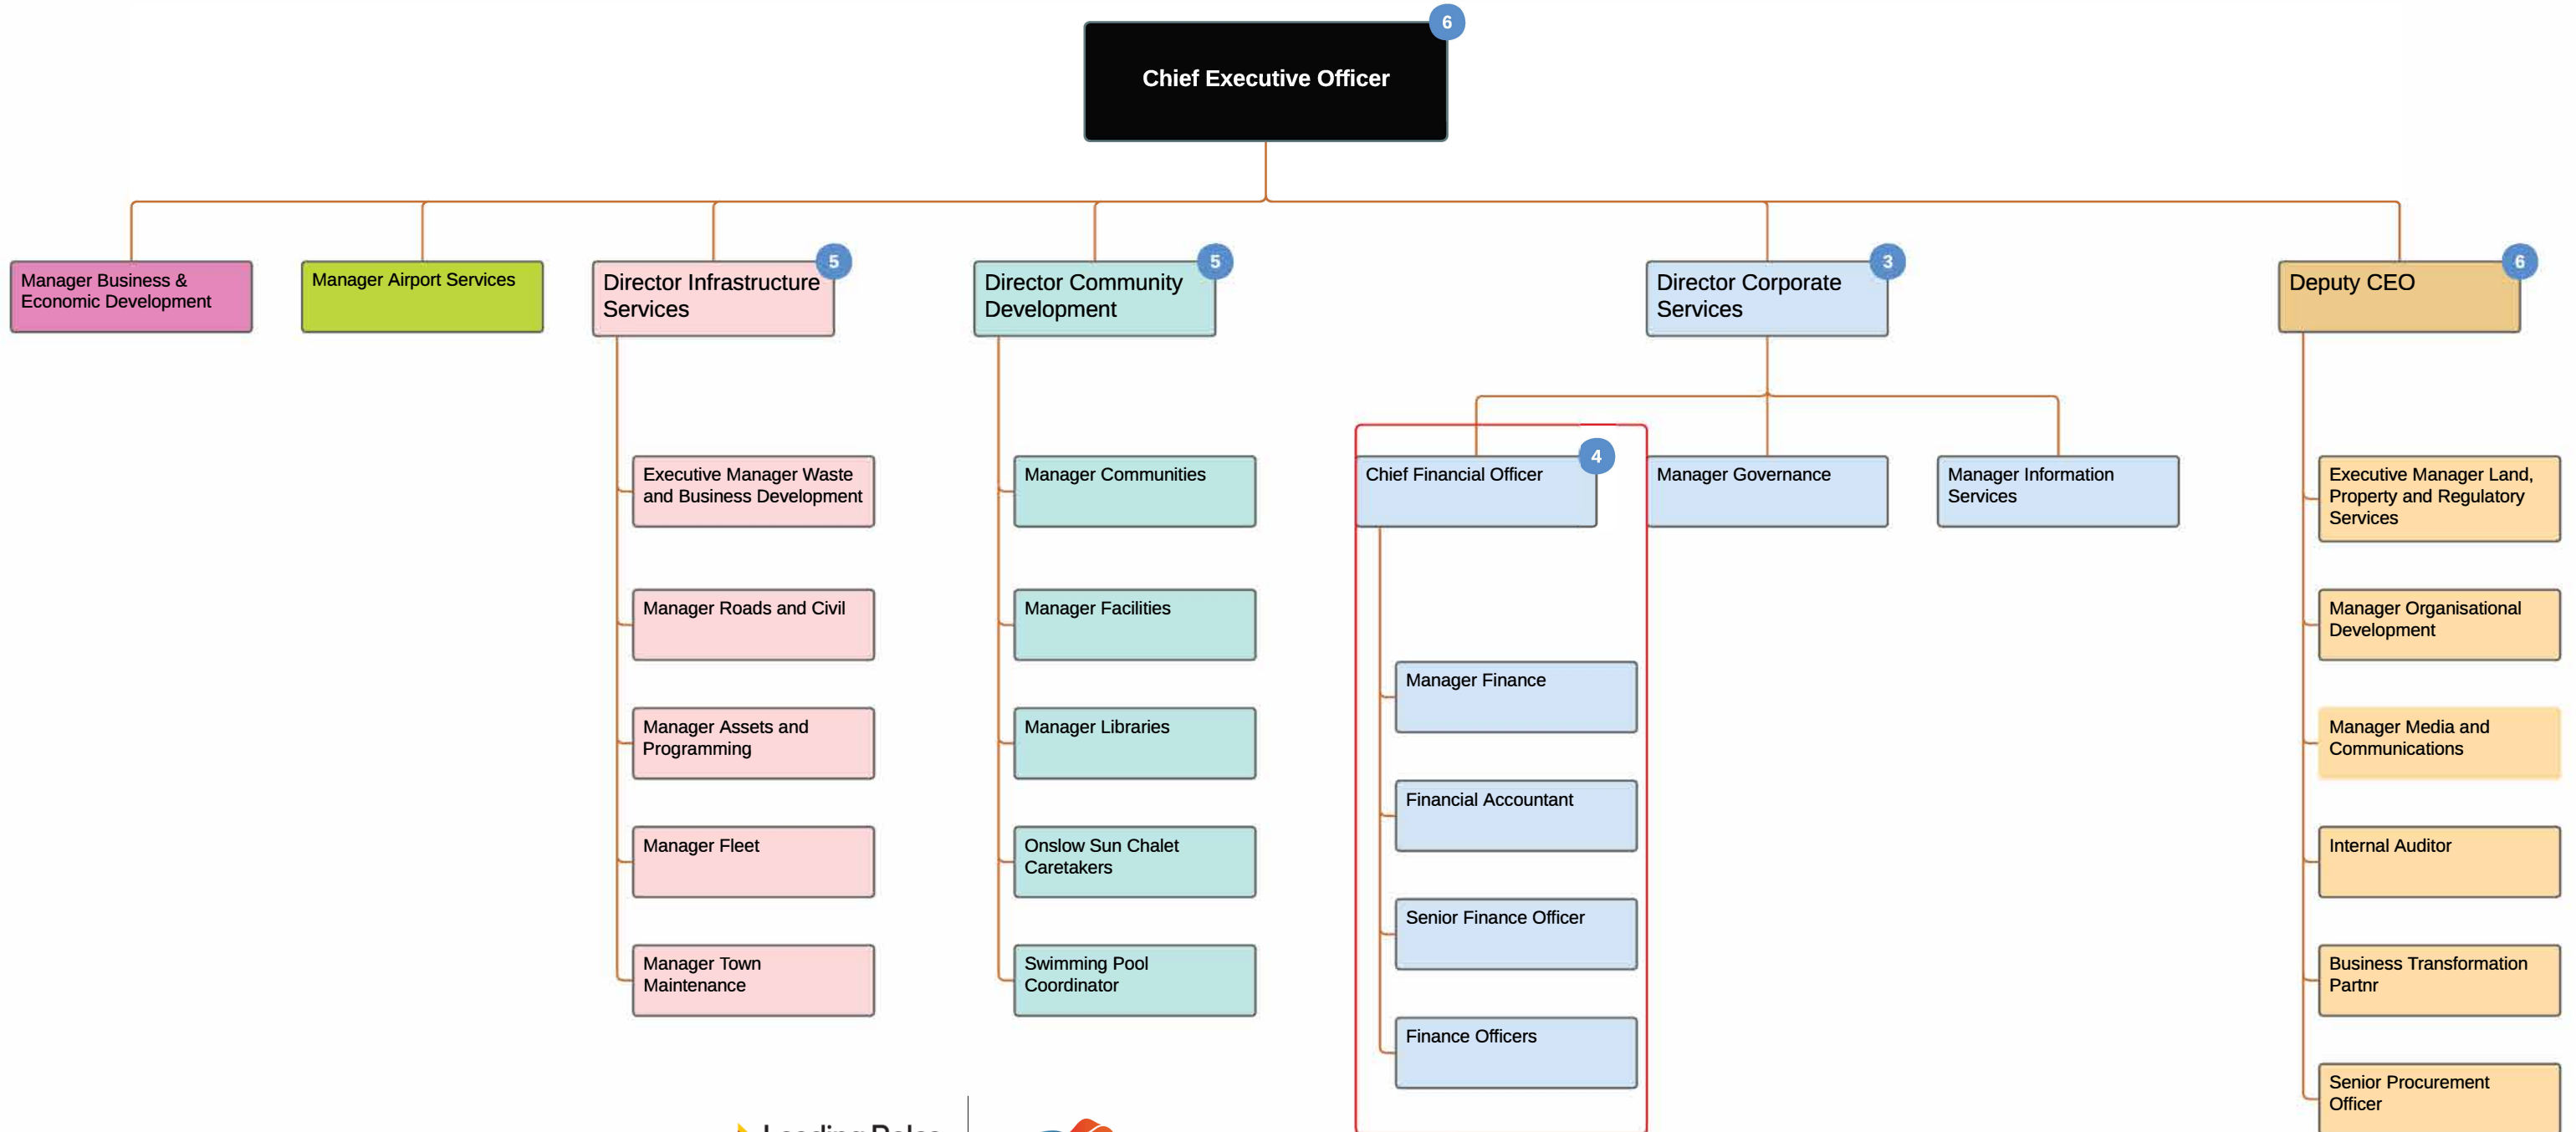 6
Chief Executive Officer
Manager Business &
Economic Development
Manager Airport Services
5
Director Infrastructure
Services
5
Director Community
Development
3
Director Corporate
Services
6
Deputy CEO
Executive Manager Waste
and Business Development
Manager Roads and Civil
Manager Assets and
Programming
Manager Fleet
Manager Town
Maintenance
Manager Communities
Manager Facilities
Manager Libraries
Onslow Sun Chalet
Caretakers
Swimming Pool
Coordinator
4
Chief Financial Officer
Manager Finance
Financial Accountant
Senior Finance Officer
Finance Officers
Manager Governance
Manager Information
Services
Executive Manager Land,
Property and Regulatory
Services
Manager Organisational
Development
Manager Media and
Communications
Internal Auditor
Business Transformation
Partnr
Senior Procurement
Officer
Leading Roles